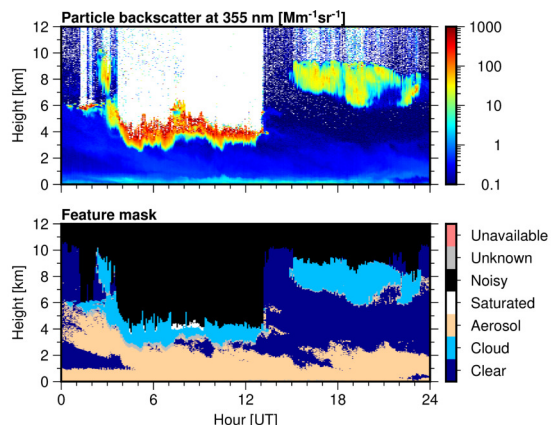 Particle backscatter at 355 nm [Mm⁻¹sr⁻¹]
12
10
8
6
4
2
0
Height [km]
1000
100
10
1
0.1
Feature mask
12
10
8
6
4
2
0
Height [km]
0 6 12 18 24
Hour [UT]
Unavailable
Unknown
Noisy
Saturated
Aerosol
Cloud
Clear